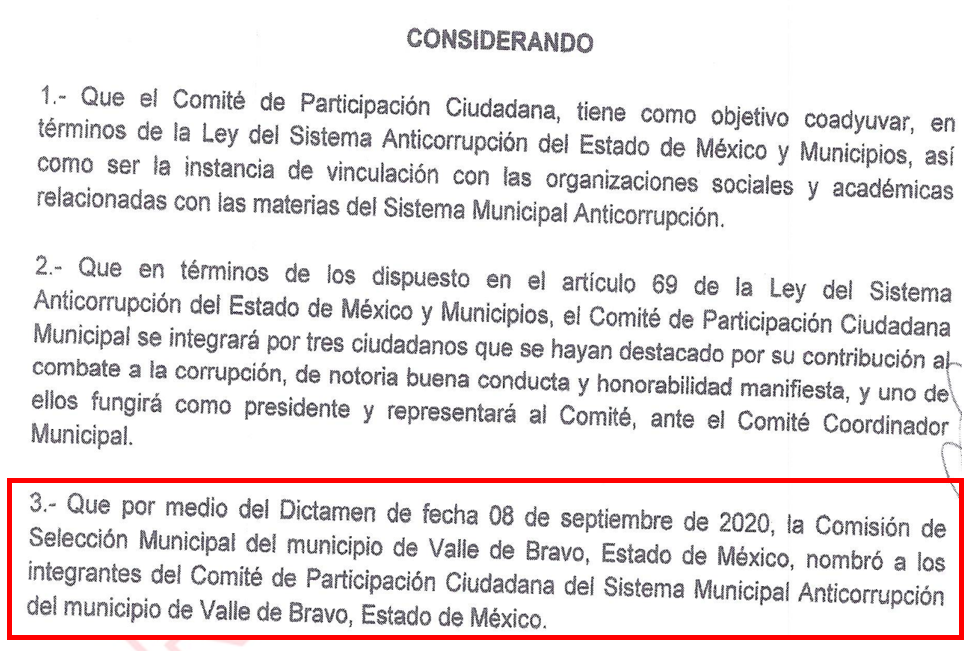 CONSIDERANDO
1.- Que el Comité de Participación Ciudadana, tiene como objetivo coadyuvar, en
términos de la Ley del Sistema Anticorrupción del Estado de México y Municipios, así
como ser la instancia de vinculación con las organizaciones sociales y académicas
relacionadas con las materias del Sistema Municipal Anticorrupción.
2.- Que en términos de los dispuesto en el artículo 69 de la Ley del Sistema
Anticorrupción del Estado de México y Municipios, el Comité de Participación Ciudadana
Municipal se integrará por tres ciudadanos que se hayan destacado por su contribución al
combate a la corrupción, de notoria buena conducta y honorabilidad manifiesta, y uno de
ellos fungirá como presidente y representará al Comité, ante el Comité Coordinador
Municipal.
3.- Que por medio del Dictamen de fecha 08 de septiembre de 2020, la Comisión de
Selección Municipal del municipio de Valle de Bravo, Estado de México, nombró a los
integrantes del Comité de Participación Ciudadana del Sistema Municipal Anticorrupción
del municipio de Valle de Bravo, Estado de México.